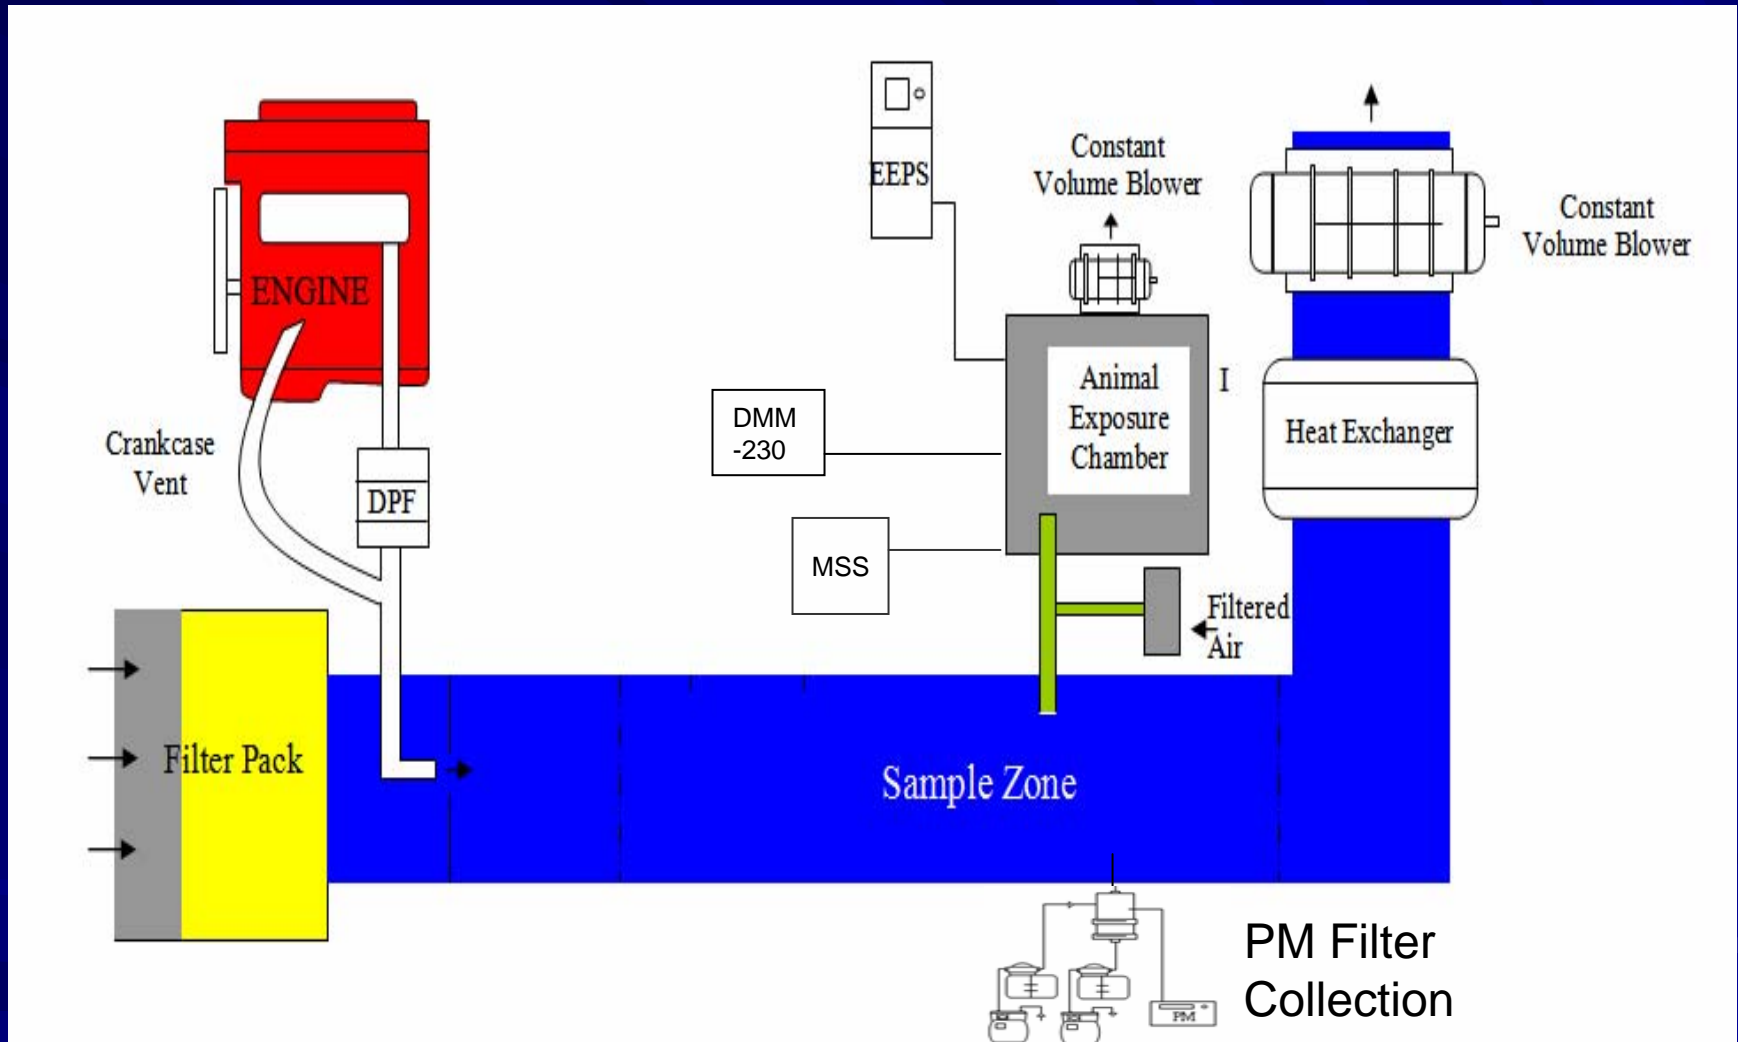 EEPS
Constant
Volume Blower
Constant
Volume Blower
ENGINE
Animal
Exposure
Chamber
I
DMM
-230
Heat Exchanger
Crankcase
Vent
DPF
MSS
Filtered
Air
Filter Pack
Sample Zone
PM Filter
Collection
PM